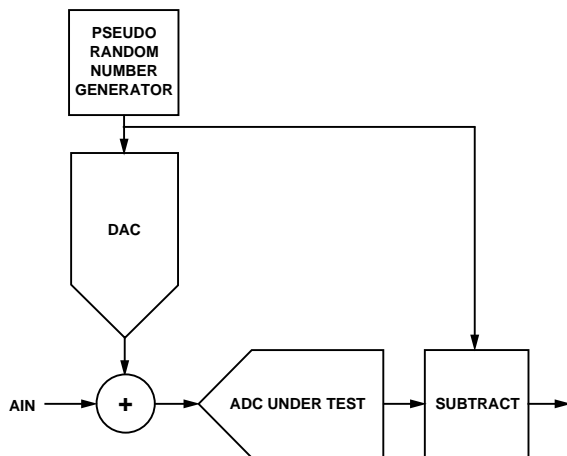 PSEUDO
RANDOM
NUMBER
GENERATOR
DAC
AIN
+
ADC UNDER TEST
SUBTRACT